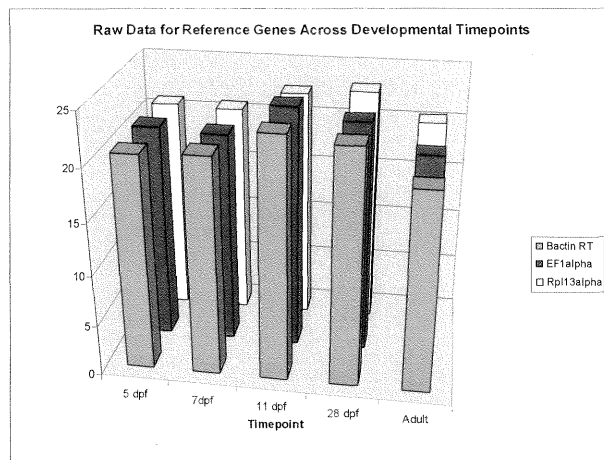 Raw Data for Reference Genes Across Developmental Timepoints
25
20
15
10
5
0
5 dpf
7dpf
11 dpf
28 dpf
Adult
Timepoint
Bactin RT
EF1alpha
Rpl13alpha